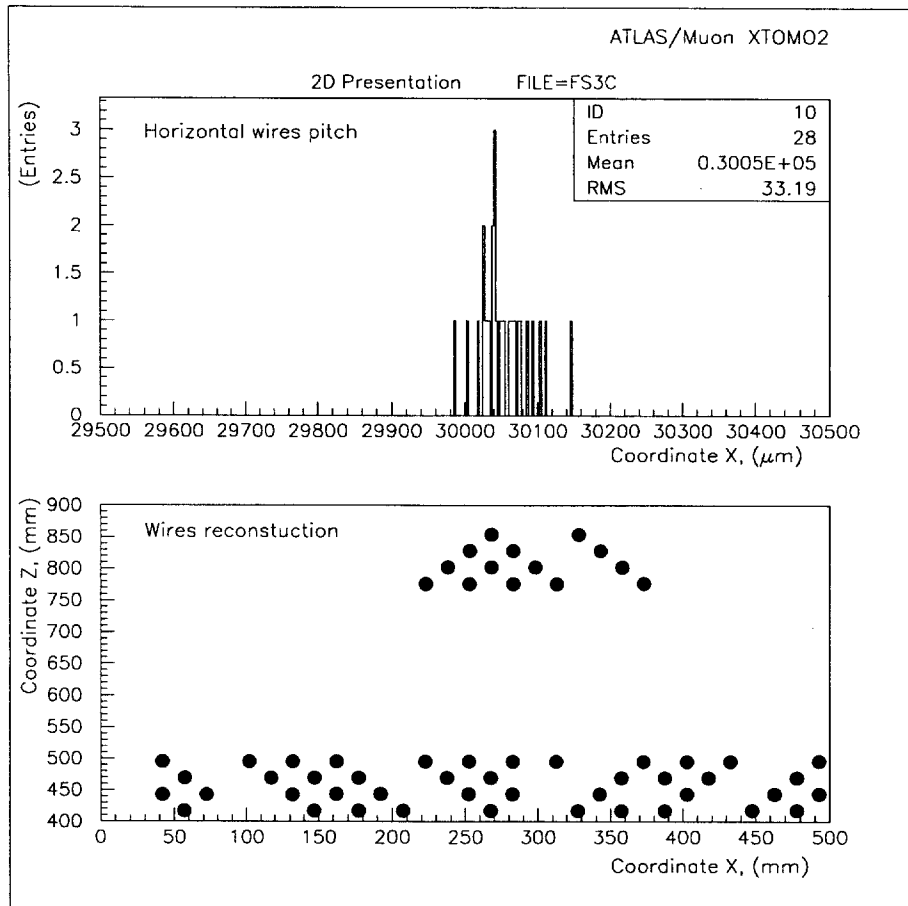 ATLAS/Muon XTOMO2
2D Presentation FILE=FS3C
Horizontal wires pitch
ID 10
Entries 28
Mean 0.3005E+05
RMS 33.19
(Entries)
3
2.5
2
1.5
1
0.5
0
29500 29600 29700 29800 29900 30000 30100 30200 30300 30400 30500
Coordinate X, (μm)
Wires reconstuction
Coordinate Z, (mm)
900
850
800
750
700
650
600
550
500
450
400
0 50 100 150 200 250 300 350 400 450 500
Coordinate X, (mm)